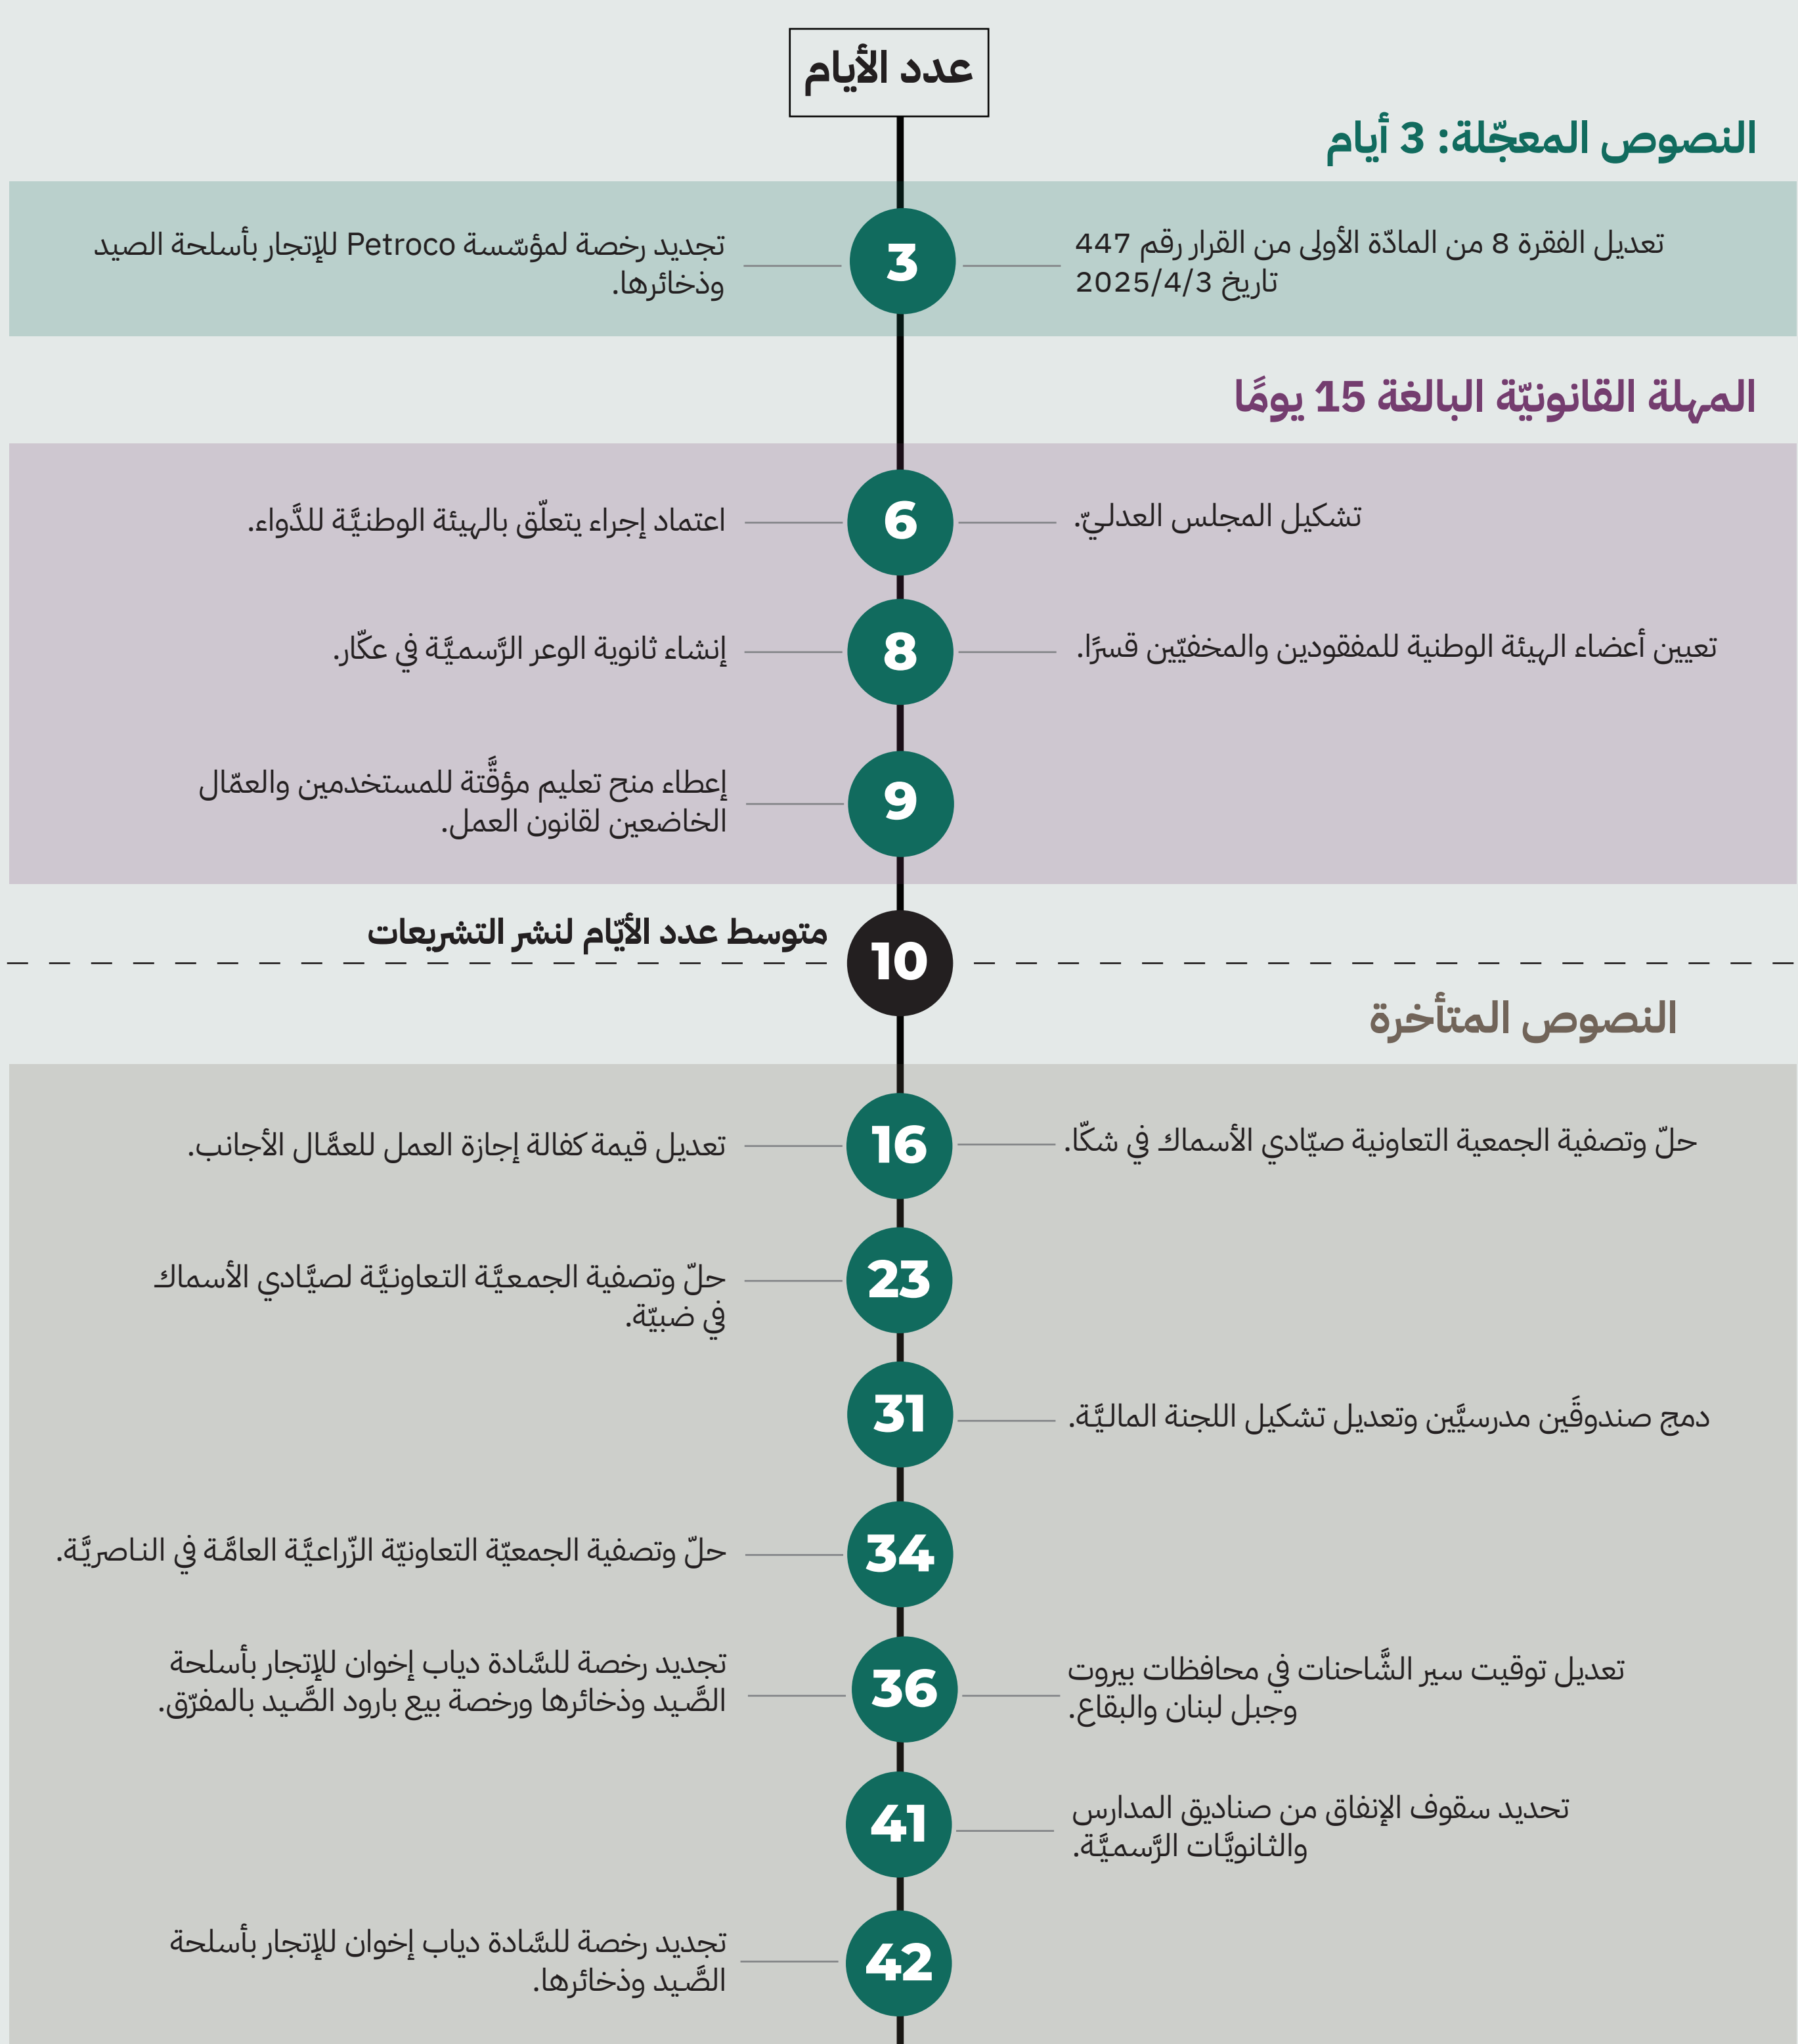 عدد الأيام
النصوص المعجّلة: 3 أيام
تعديل الفقرة 8 من المادّة الأولى من القرار رقم 447
تاريخ 2025/4/3
3
تجديد رخصة لمؤسّسة Petroco للإتجار بأسلحة الصيد
وذخائرها.
المهلة القانونيّة البالغة 15 يومًا
تشكيل المجلس العدليّ.
6
اعتماد إجراء يتعلّق بالهيئة الوطنيَّة للدَّواء.
تعيين أعضاء الهيئة الوطنية للمفقودين والمخفيّين قسرًا.
8
إنشاء ثانوية الوعر الرَّسميَّة في عكّار.
9
إعطاء منح تعليم مؤقَّتة للمستخدمين والعمّال
الخاضعين لقانون العمل.
10
متوسط عدد الأيّام لنشر التشريعات
النصوص المتأخرة
حلّ وتصفية الجمعية التعاونية صيّادي الأسماك في شكّا.
16
تعديل قيمة كفالة إجازة العمل للعمَّال الأجانب.
23
حلّ وتصفية الجمعيَّة التعاونيَّة لصيَّادي الأسماك
في ضبيّة.
دمج صندوقَين مدرسيَّين وتعديل تشكيل اللجنة الماليَّة.
31
34
حلّ وتصفية الجمعيّة التعاونيّة الزّراعيَّة العامَّة في الناصريَّة.
تعديل توقيت سير الشَّاحنات في محافظات بيروت
وجبل لبنان والبقاع.
36
تجديد رخصة للسَّادة دياب إخوان للإتجار بأسلحة
الصَّيد وذخائرها ورخصة بيع بارود الصَّيد بالمفرّق.
تحديد سقوف الإنفاق من صناديق المدارس
والثانويَّات الرَّسميَّة.
41
42
تجديد رخصة للسَّادة دياب إخوان للإتجار بأسلحة
الصَّيد وذخائرها.